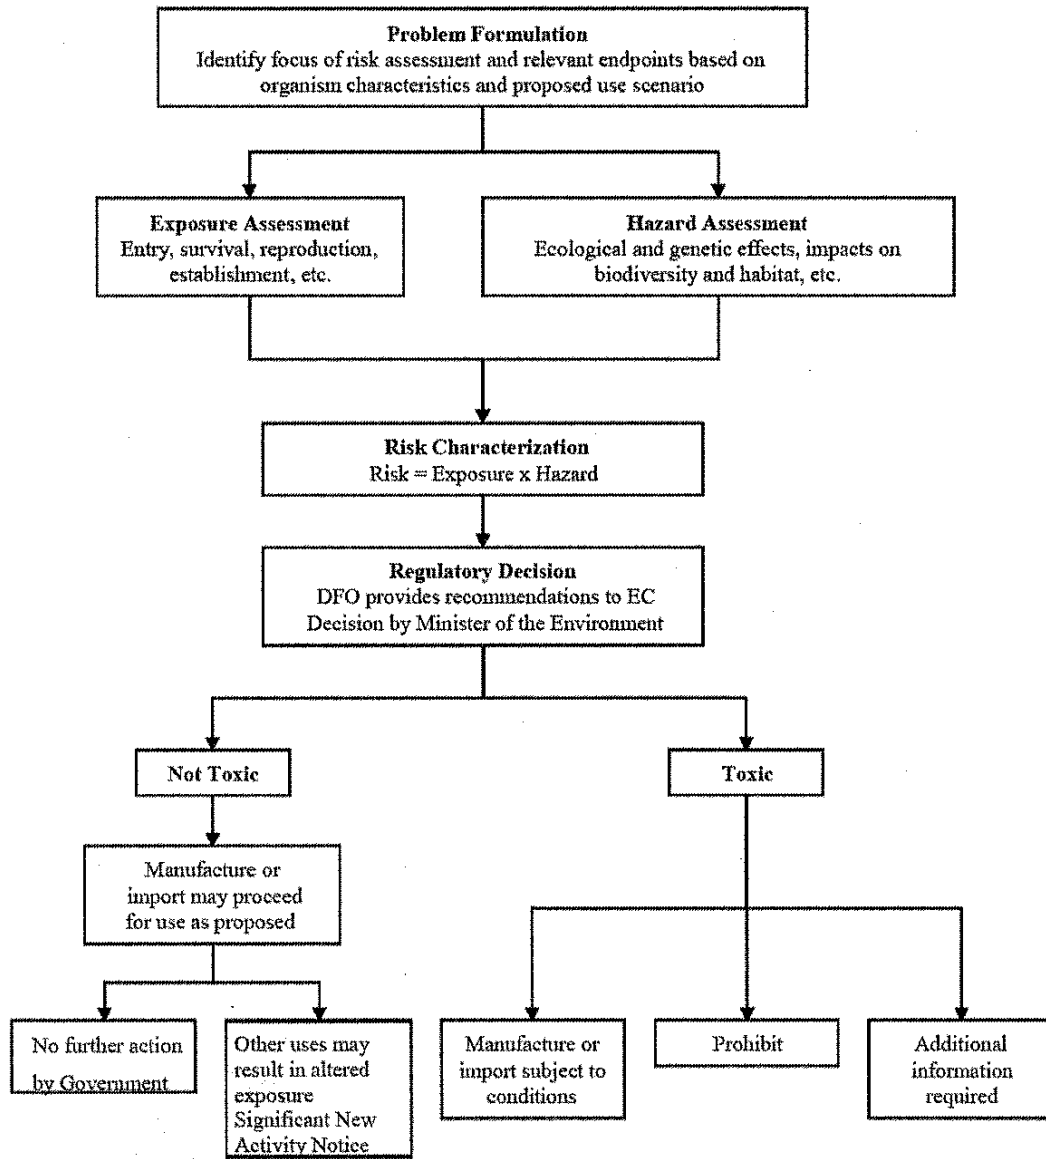 Problem Formulation
Identify focus of risk assessment and relevant endpoints based on
organism characteristics and proposed use scenario
Exposure Assessment
Entry, survival, reproduction,
establishment, etc.
Hazard Assessment
Ecological and genetic effects, impacts on
biodiversity and habitat, etc.
Risk Characterization
Risk = Exposure x Hazard
Regulatory Decision
DFO provides recommendations to EC
Decision by Minister of the Environment
Not Toxic
Toxic
Manufacture or
import may proceed
for use as proposed
No further action
by Government
Other uses may
result in altered
exposure
Significant New
Activity Notice
Manufacture or
import subject to
conditions
Prohibit
Additional
information
required